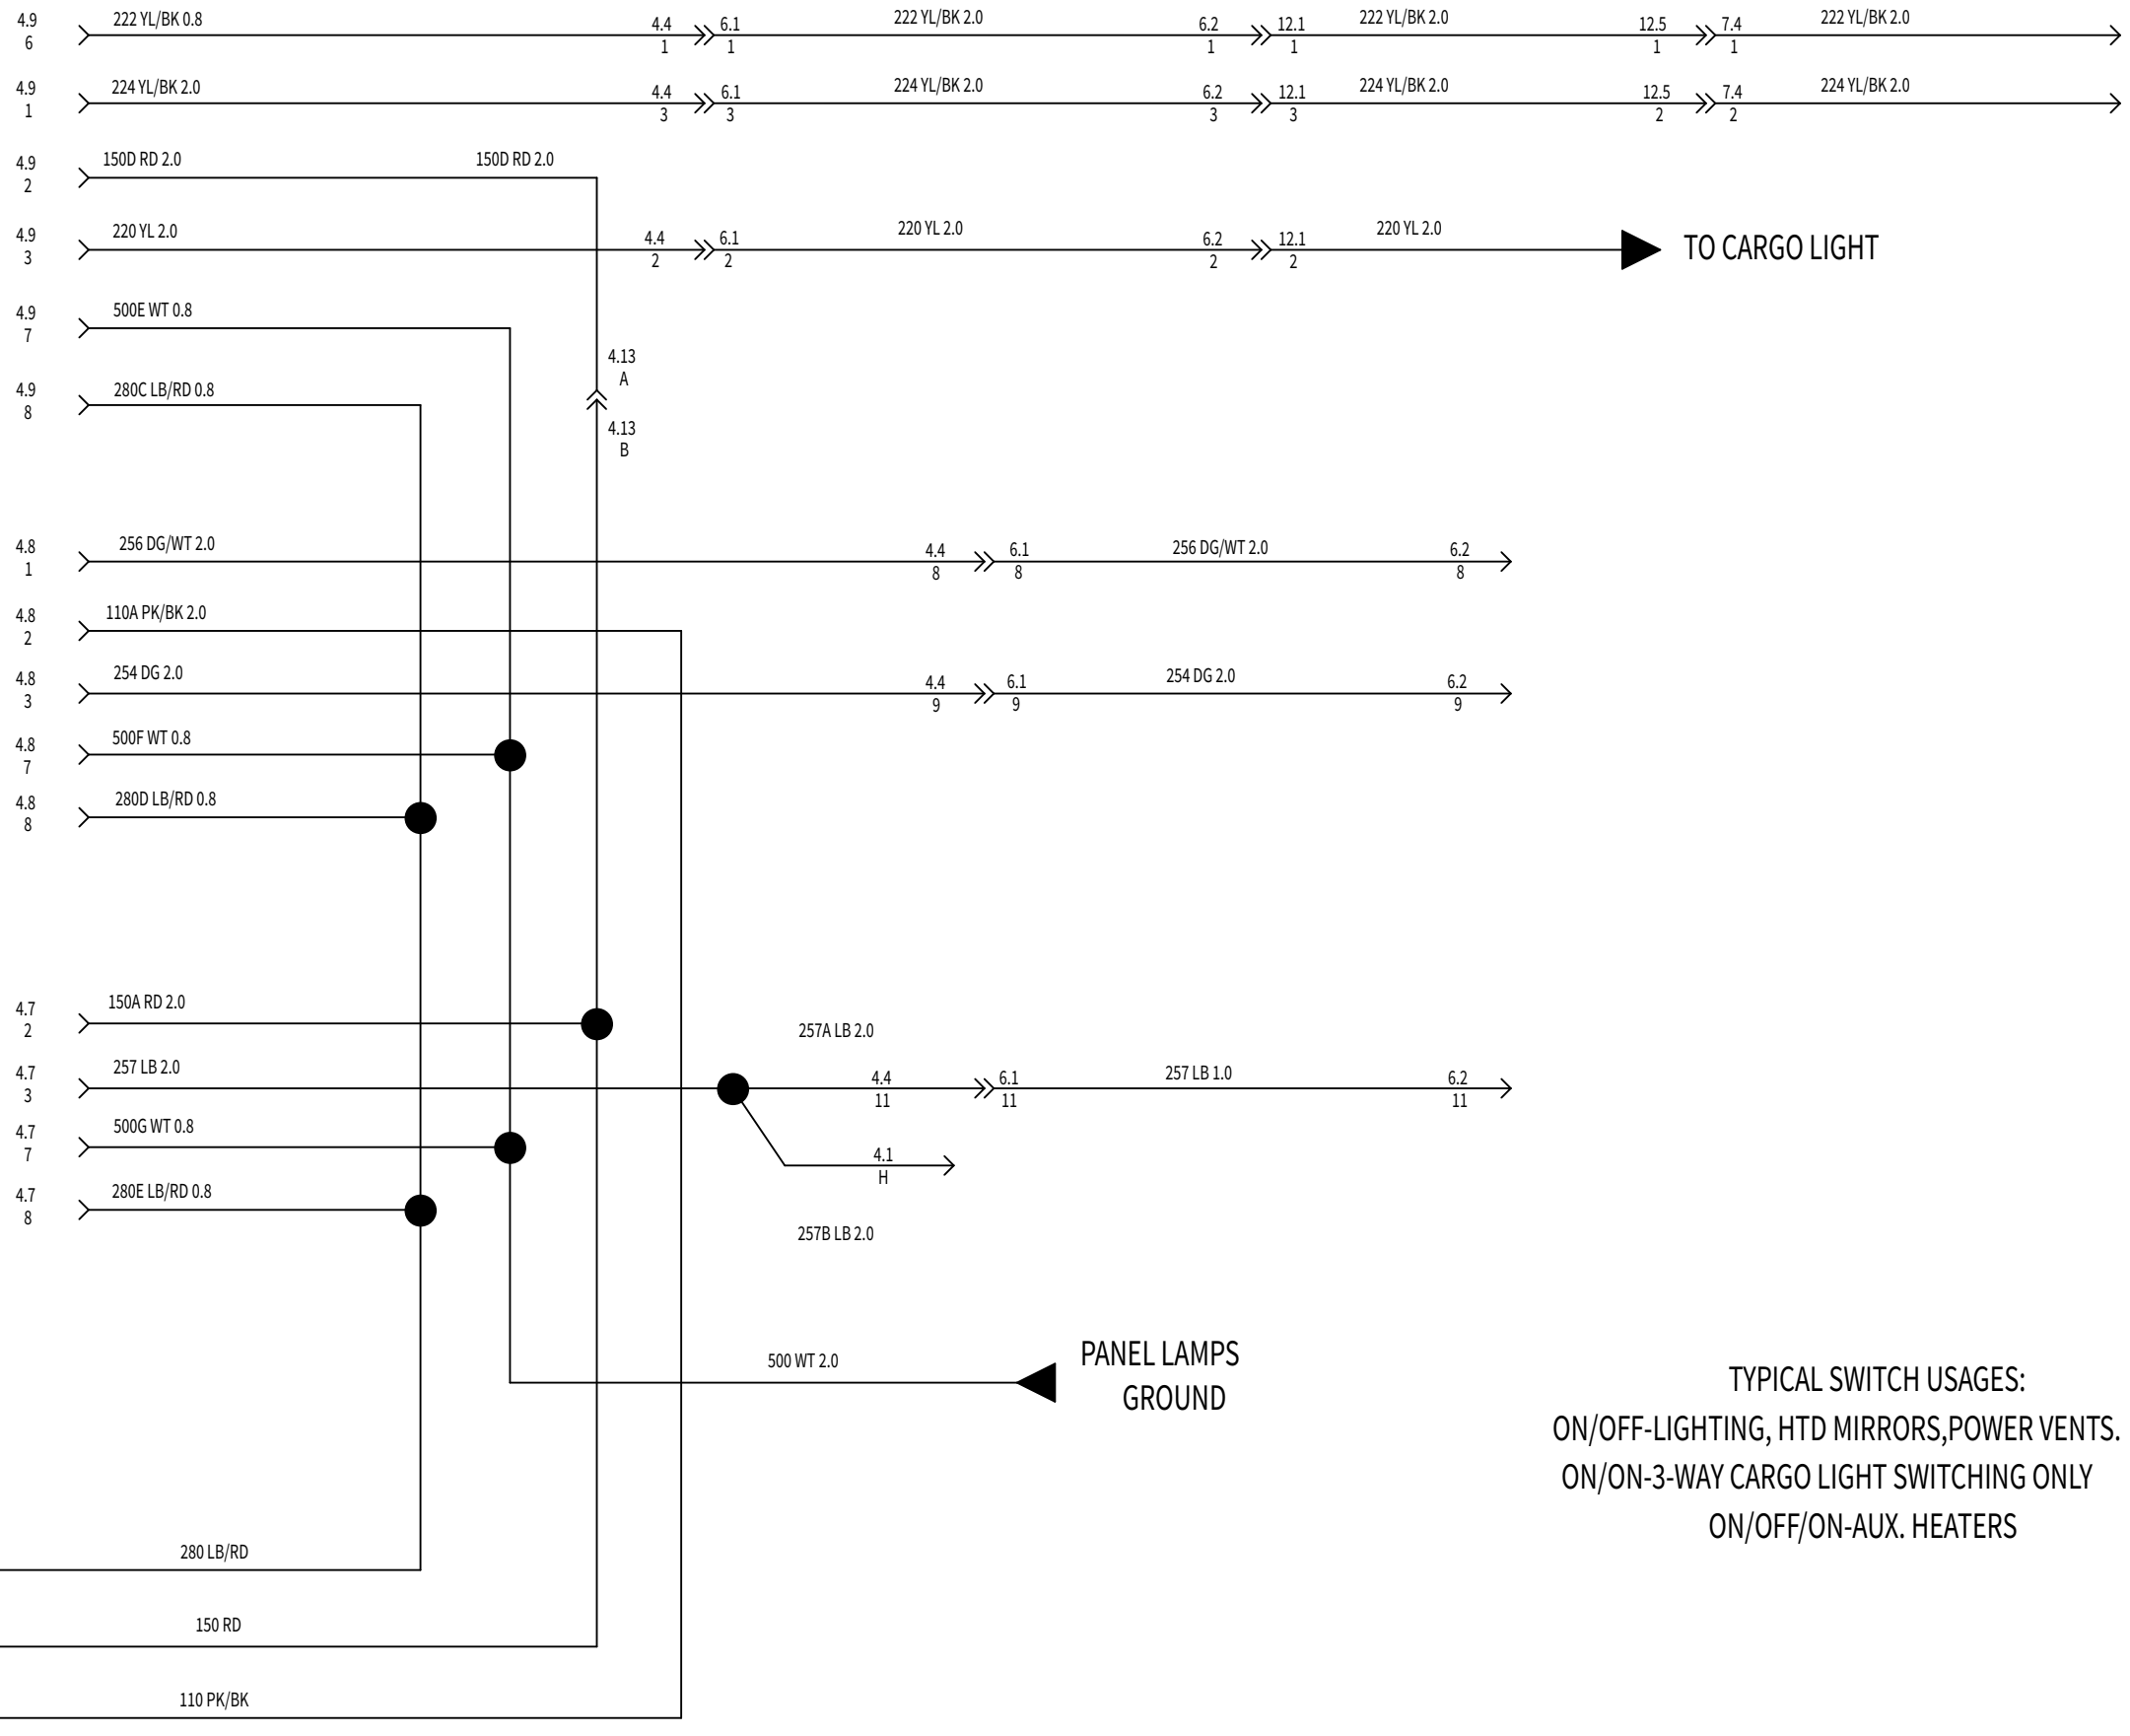 4.9 222 YL/BK 0.8 4.4 6.1 222 YL/BK 2.0 6.2 12.1 222 YL/BK 2.0 12.5 7.4 222 YL/BK 2.0
6 1 1 1 1 1 1
4.9 224 YL/BK 2.0 4.4 6.1 224 YL/BK 2.0 6.2 12.1 224 YL/BK 2.0 12.5 7.4 224 YL/BK 2.0
1 3 3 3 3 2 2
4.9 150D RD 2.0 150D RD 2.0
2
4.9 220 YL 2.0 4.4 6.1 220 YL 2.0 6.2 12.1 220 YL 2.0 TO CARGO LIGHT
3 2 2 2 2
4.9 500E WT 0.8
7
4.13
A
4.9 280C LB/RD 0.8
8
4.13
B
4.8 256 DG/WT 2.0 4.4 6.1 256 DG/WT 2.0 6.2
1 8 8 8
4.8 110A PK/BK 2.0
2
4.8 254 DG 2.0 4.4 6.1 254 DG 2.0 6.2
3 9 9 9
4.8 500F WT 0.8
7
4.8 280D LB/RD 0.8
8
4.7 150A RD 2.0
2 257A LB 2.0
4.7 257 LB 2.0 4.4 6.1 257 LB 1.0 6.2
3 11 11 11
4.7 500G WT 0.8
7 4.1
H
4.7 280E LB/RD 0.8
8
257B LB 2.0
500 WT 2.0 PANEL LAMPS
GROUND
TYPICAL SWITCH USAGES:
ON/OFF-LIGHTING, HTD MIRRORS,POWER VENTS.
ON/ON-3-WAY CARGO LIGHT SWITCHING ONLY
ON/OFF/ON-AUX. HEATERS
280 LB/RD
150 RD
110 PK/BK